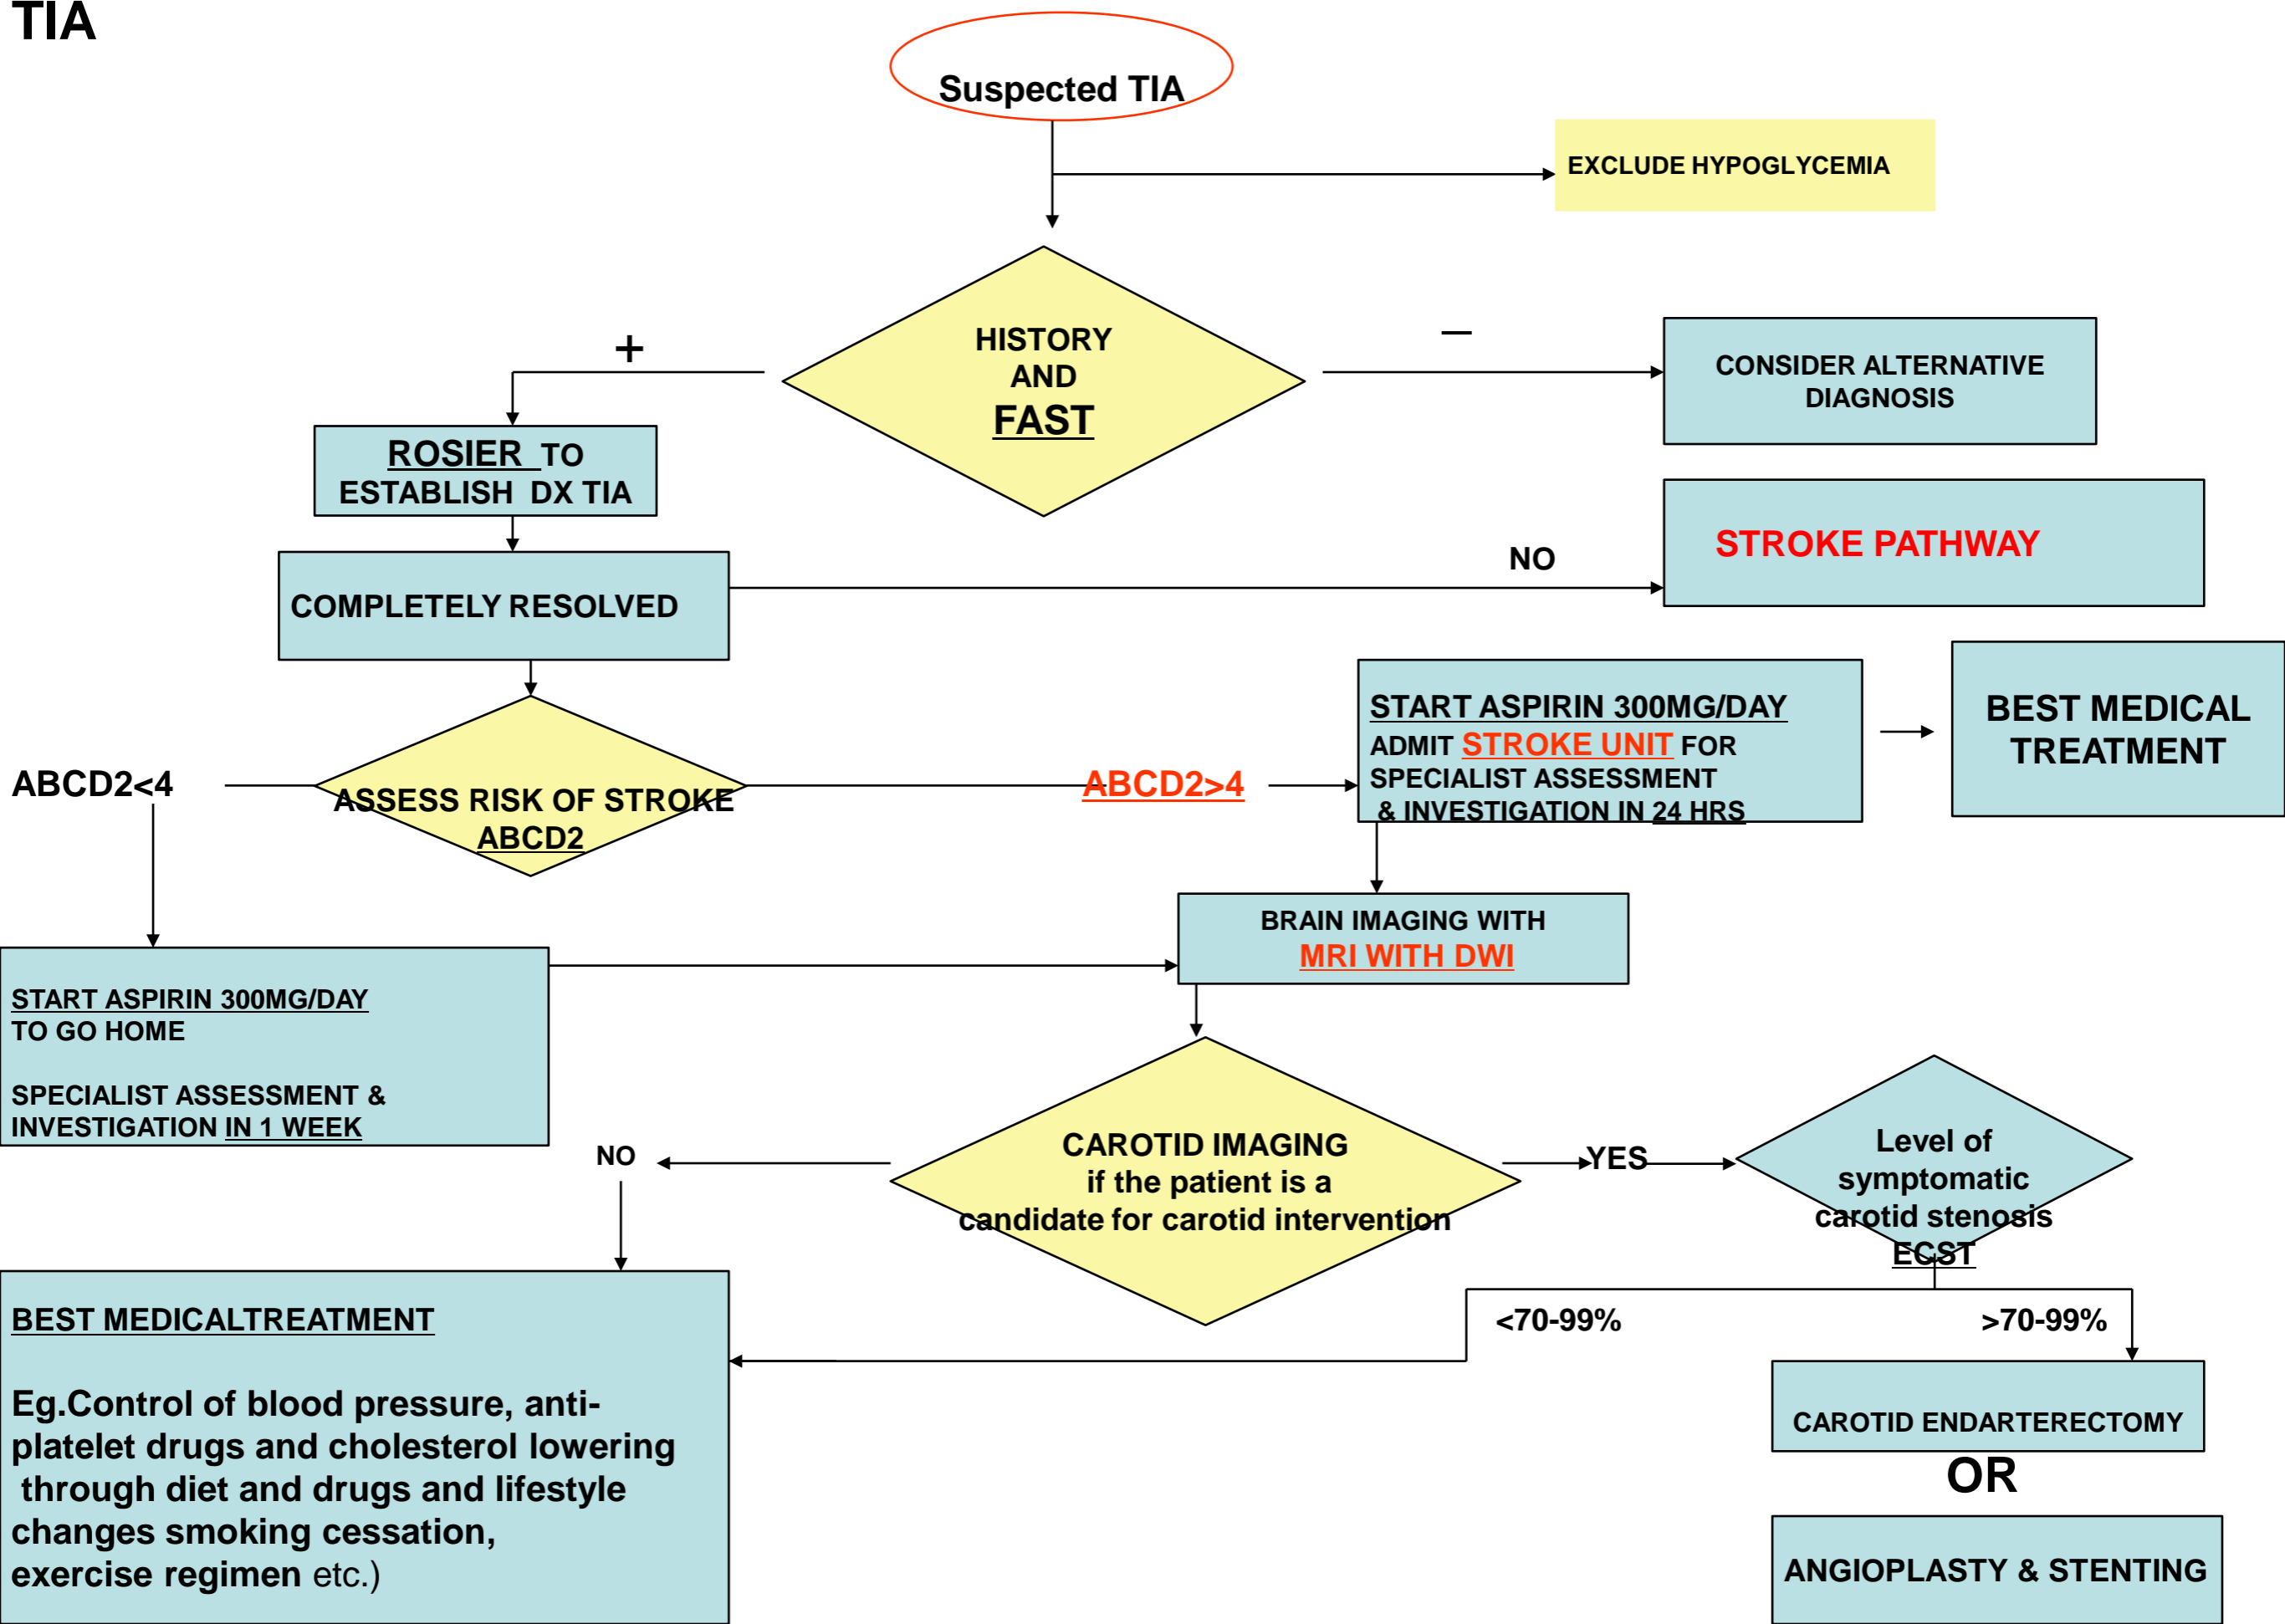 TIA
Suspected TIA
EXCLUDE HYPOGLYCEMIA
HISTORY
AND
FAST
+
–
CONSIDER ALTERNATIVE
DIAGNOSIS
ROSIER TO
ESTABLISH DX TIA
STROKE PATHWAY
NO
COMPLETELY RESOLVED
START ASPIRIN 300MG/DAY
ADMIT STROKE UNIT FOR
SPECIALIST ASSESSMENT
& INVESTIGATION IN 24 HRS
BEST MEDICAL
TREATMENT
ABCD2<4
ASSESS RISK OF STROKE
ABCD2
ABCD2>4
BRAIN IMAGING WITH
MRI WITH DWI
START ASPIRIN 300MG/DAY
TO GO HOME
SPECIALIST ASSESSMENT &
INVESTIGATION IN 1 WEEK
NO
CAROTID IMAGING
if the patient is a
candidate for carotid intervention
YES
Level of
symptomatic
carotid stenosis
ECST
<70-99%
>70-99%
BEST MEDICALTREATMENT
Eg.Control of blood pressure, anti-
platelet drugs and cholesterol lowering
through diet and drugs and lifestyle
changes smoking cessation,
exercise regimen etc.)
CAROTID ENDARTERECTOMY
OR
ANGIOPLASTY & STENTING